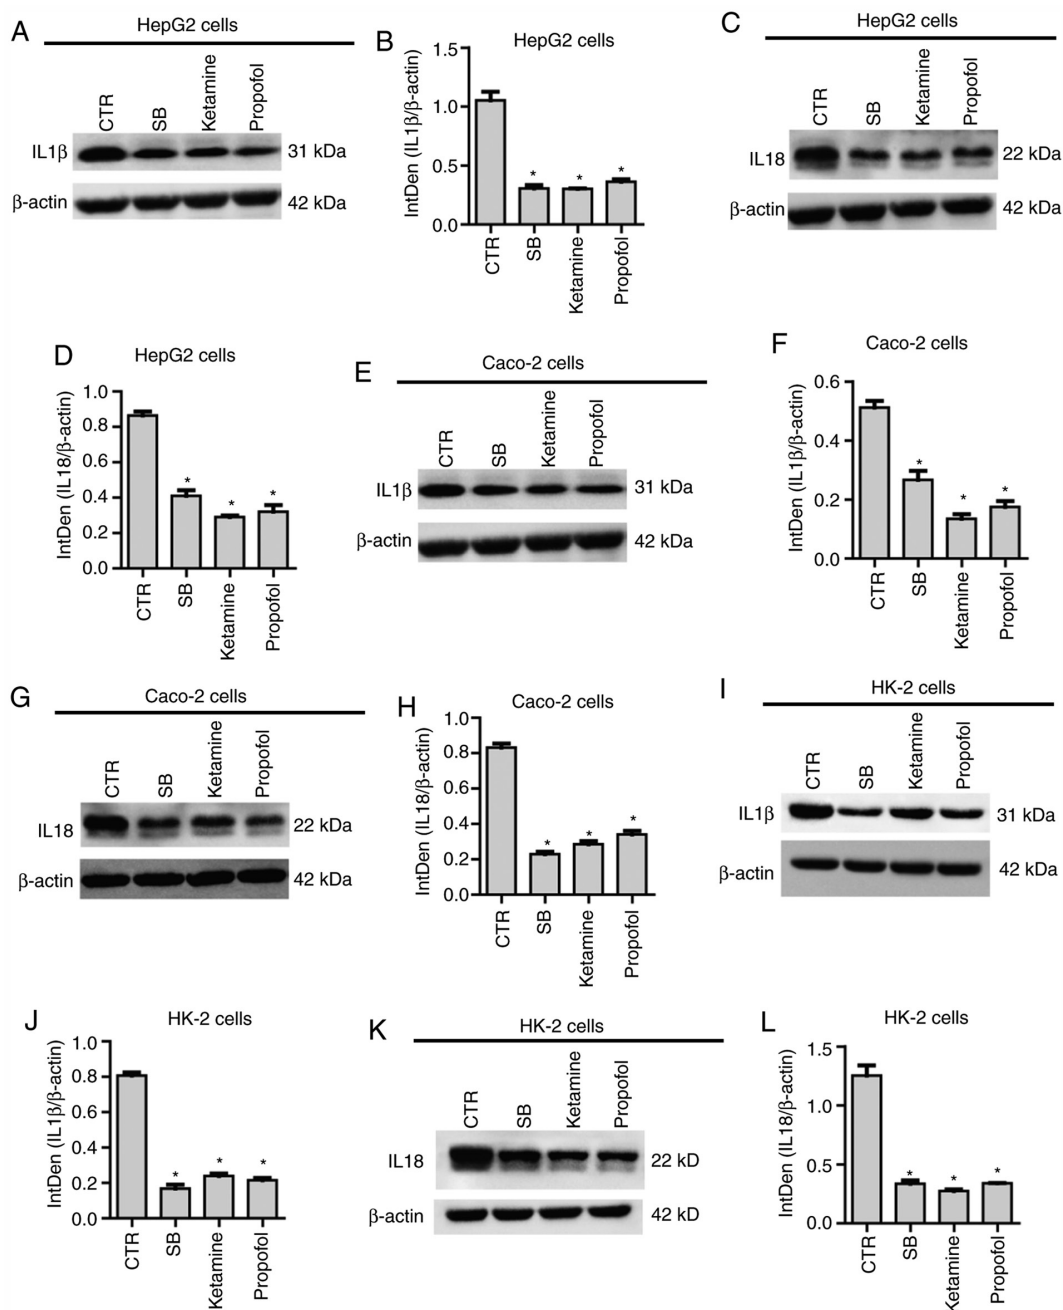 A
HepG2 cells
CTR
SB
Ketamine
Propofol
IL1β
31 kDa
β-actin
42 kDa
B
HepG2 cells
IntDen (IL1β/β-actin)
1.5
1.0
0.5
0.0
CTR
SB
Ketamine
Propofol
*
*
*
C
HepG2 cells
CTR
SB
Ketamine
Propofol
IL18
22 kDa
β-actin
42 kDa
D
HepG2 cells
IntDen (IL18/β-actin)
1.0
0.8
0.6
0.4
0.2
0.0
*
*
*
CTR
SB
Ketamine
Propofol
E
Caco-2 cells
CTR
SB
Ketamine
Propofol
IL1β
31 kDa
β-actin
42 kDa
F
Caco-2 cells
IntDen (IL1β/β-actin)
0.6
0.4
0.2
0.0
*
*
*
CTR
SB
Ketamine
Propofol
G
Caco-2 cells
CTR
SB
Ketamine
Propofol
IL18
22 kDa
β-actin
42 kDa
H
Caco-2 cells
IntDen (IL18/β-actin)
1.0
0.8
0.6
0.4
0.2
0.0
*
*
*
CTR
SB
Ketamine
Propofol
I
HK-2 cells
CTR
SB
Ketamine
Propofol
IL1β
31 kDa
β-actin
42 kDa
J
HK-2 cells
IntDen (IL1β/β-actin)
1.0
0.8
0.6
0.4
0.2
0.0
*
*
*
CTR
SB
Ketamine
Propofol
K
HK-2 cells
CTR
SB
Ketamine
Propofol
IL18
22 kD
β-actin
42 kD
L
HK-2 cells
IntDen (IL18/β-actin)
1.5
1.0
0.5
0.0
*
*
*
CTR
SB
Ketamine
Propofol